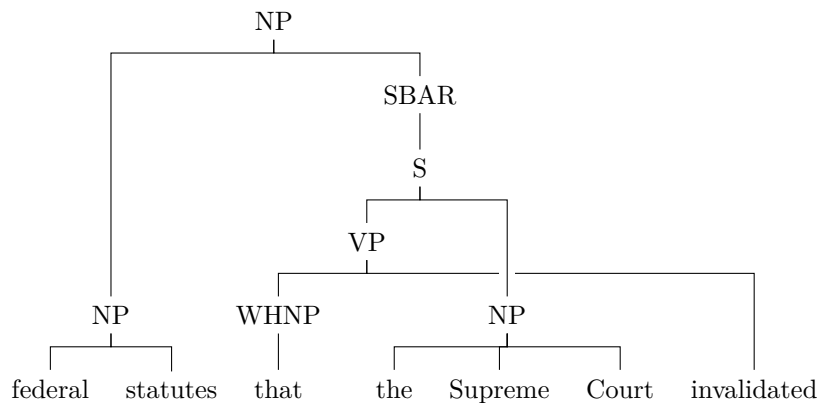 NP
SBAR
S
VP
NP WHNP NP
federal statutes that the Supreme Court invalidated